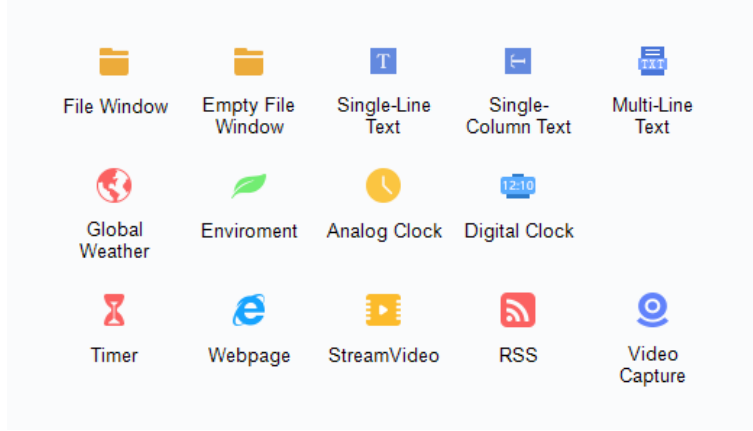 T
T
TXT
File Window
Empty File
Window
Single-Line
Text
Single-
Column Text
Multi-Line
Text
12:10
Global
Weather
Enviroment
Analog Clock
Digital Clock
Timer
Webpage
StreamVideo
RSS
Video
Capture